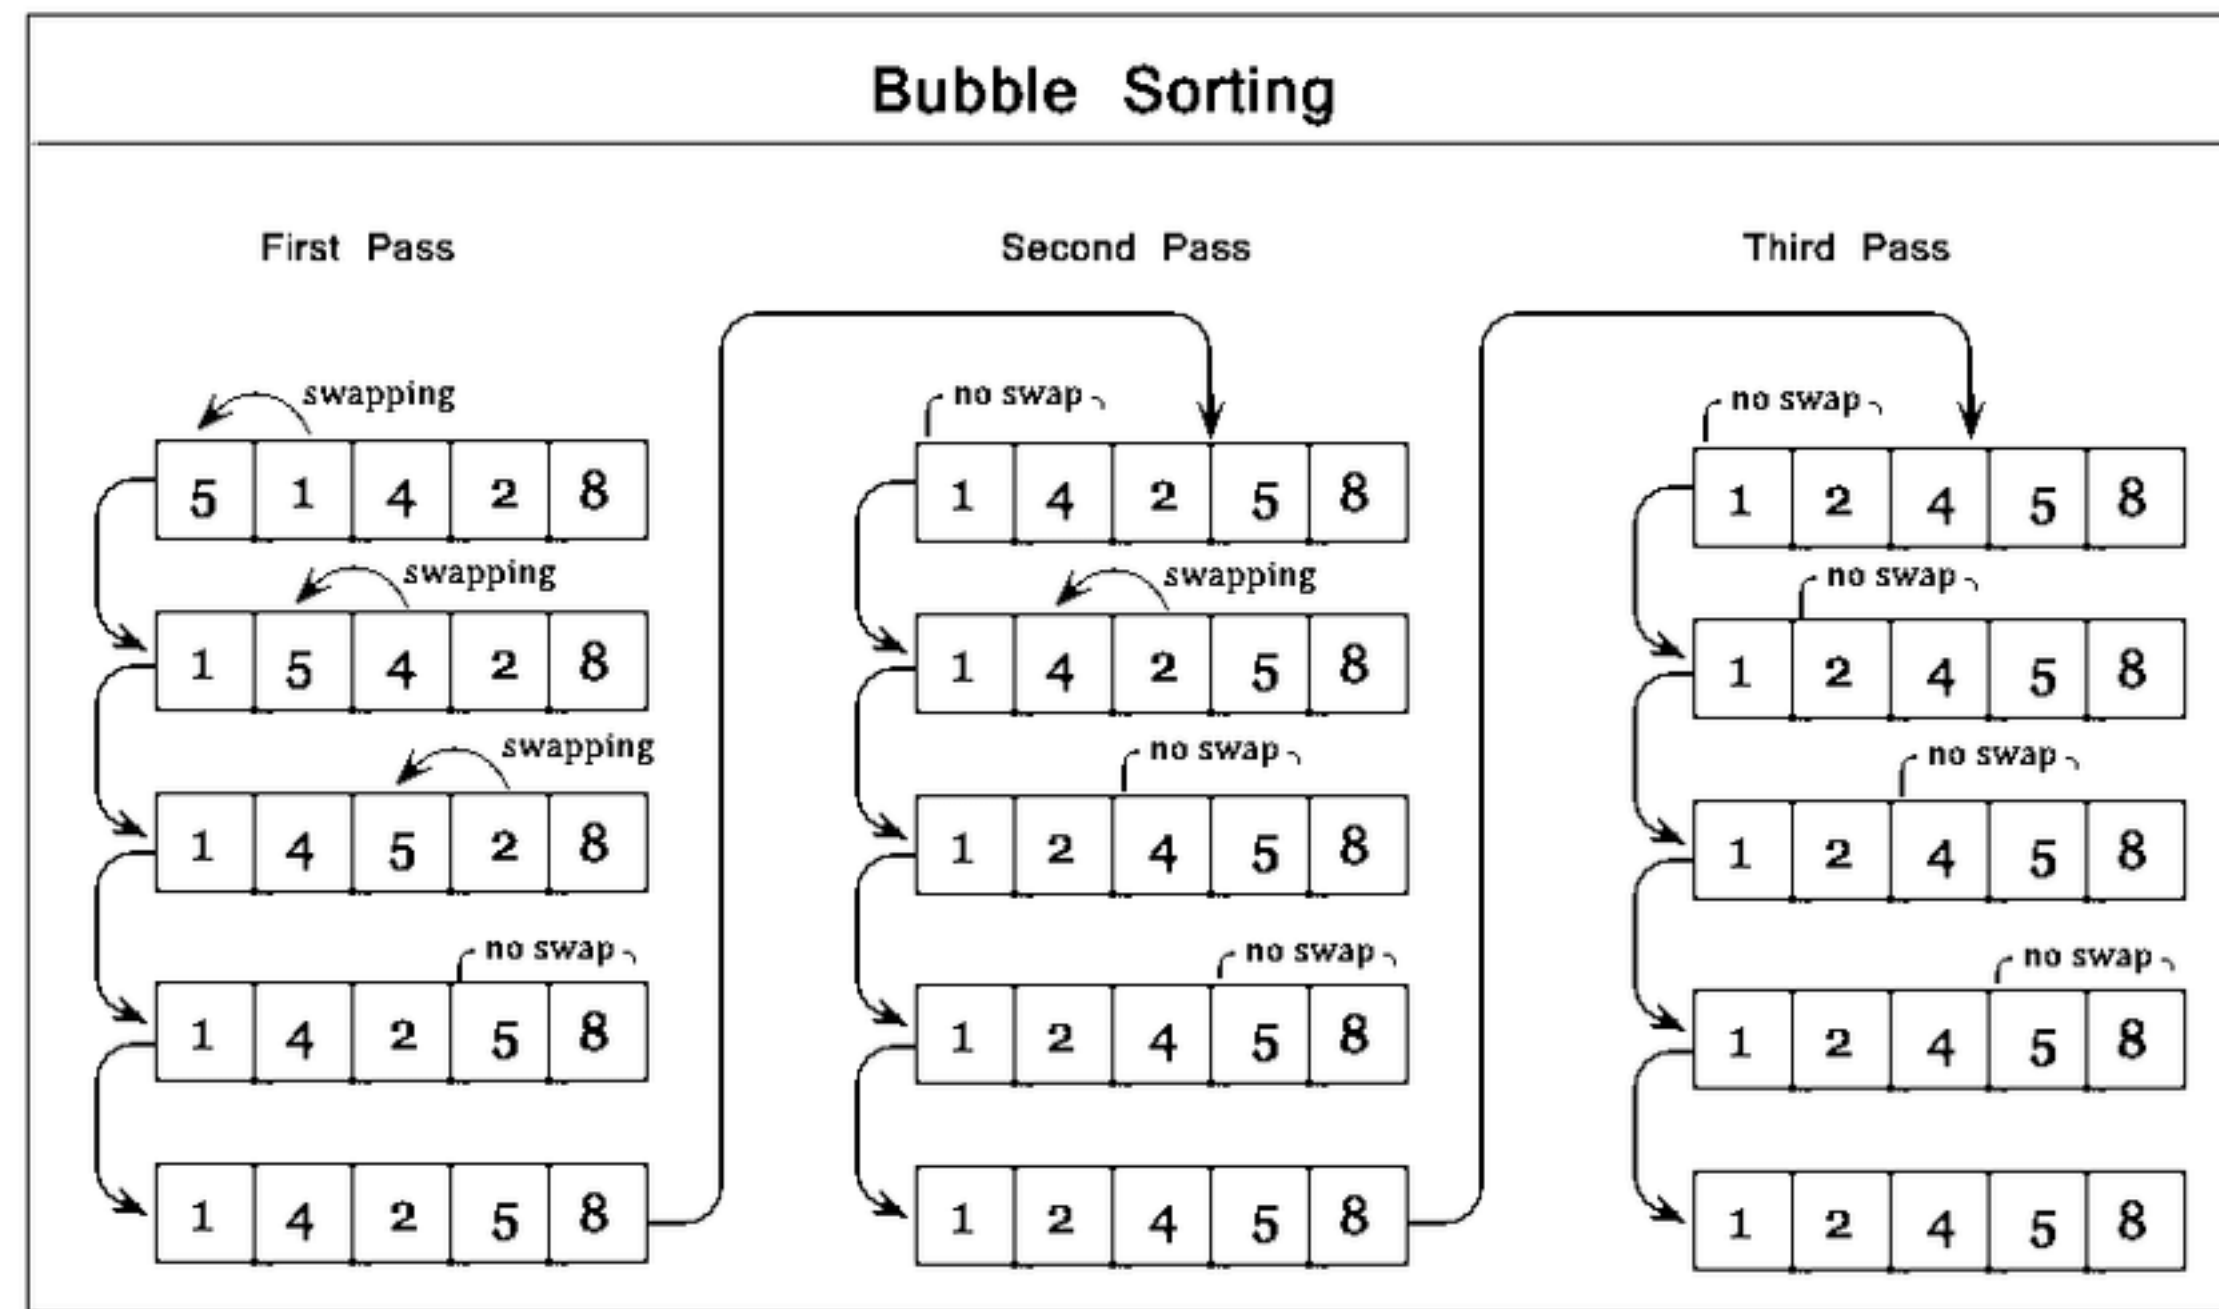 Bubble Sorting
First Pass
swapping
5 1 4 2 8
swapping
1 5 4 2 8
swapping
1 4 5 2 8
no swap
1 4 2 5 8
1 4 2 5 8
Second Pass
no swap
1 4 2 5 8
swapping
1 4 2 5 8
no swap
1 2 4 5 8
no swap
1 2 4 5 8
1 2 4 5 8
Third Pass
no swap
1 2 4 5 8
no swap
1 2 4 5 8
no swap
1 2 4 5 8
no swap
1 2 4 5 8
1 2 4 5 8